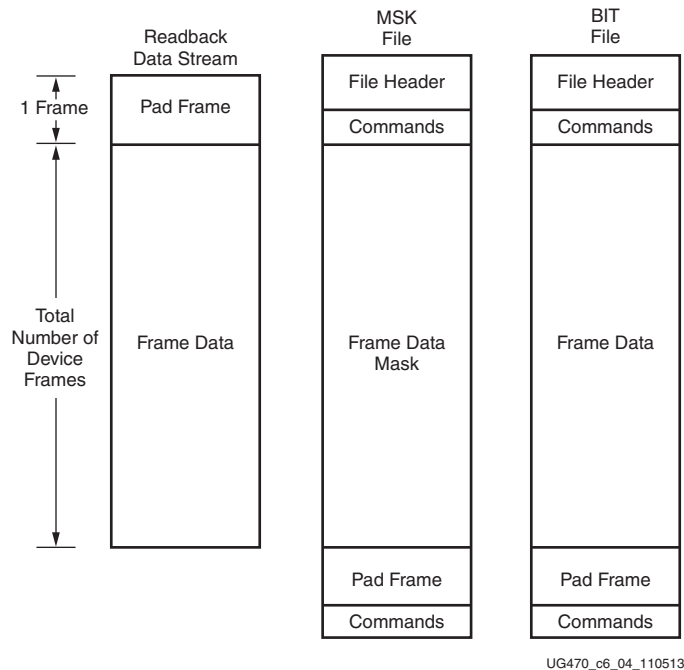 Readback
Data Stream
MSK
File
BIT
File
1 Frame
Pad Frame
File Header
File Header
Commands
Commands
Total
Number of
Device
Frames
Frame Data
Frame Data
Mask
Frame Data
Pad Frame
Pad Frame
Commands
Commands
UG470_c6_04_110513